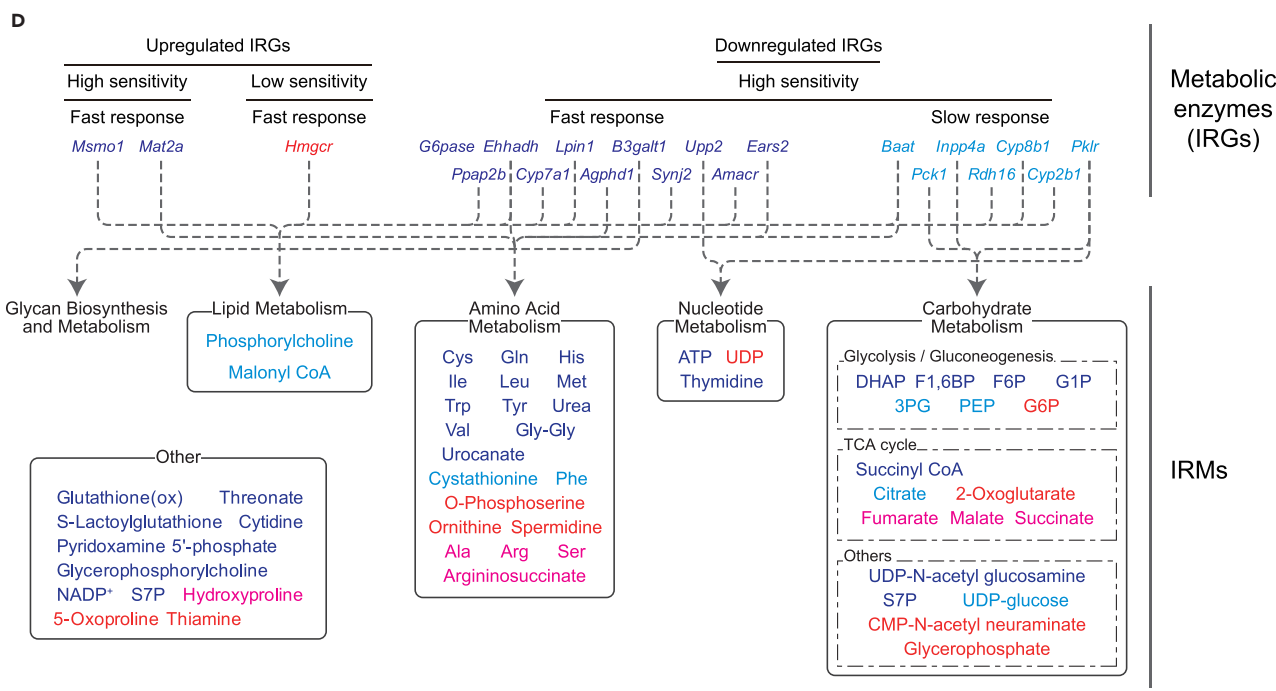 D
Upregulated IRGs
Downregulated IRGs
High sensitivity
Low sensitivity
High sensitivity
Fast response
Fast response
Fast response
Slow response
Metabolic
enzymes
(IRGs)
Msmo1 Mat2a
Hmgcr
G6pase Ehhadh Lpin1 B3galt1 Upp2 Ears2
Baat Inpp4a Cyp8b1 Pklr
Ppap2b Cyp7a1 Agphd1 Synj2 Amacr
Pck1 Rdh16 Cyp2b1
Glycan Biosynthesis
and Metabolism
Lipid Metabolism
Phosphorylcholine
Malonyl CoA
Amino Acid
Metabolism
Cys Gln His
Ile Leu Met
Trp Tyr Urea
Val Gly-Gly
Urocanate
Cystathionine Phe
O-Phosphoserine
Ornithine Spermidine
Ala Arg Ser
Argininosuccinate
Nucleotide
Metabolism
ATP UDP
Thymidine
Carbohydrate
Metabolism
Glycolysis / Gluconeogenesis
DHAP F1,6BP F6P G1P
3PG PEP G6P
TCA cycle
Succinyl CoA
Citrate 2-Oxoglutarate
Fumarate Malate Succinate
Others
UDP-N-acetyl glucosamine
S7P UDP-glucose
CMP-N-acetyl neuraminate
Glycerophosphate
IRMs
Other
Glutathione(ox) Threonate
S-Lactoylglutathione Cytidine
Pyridoxamine 5'-phosphate
Glycerophosphorylcholine
NADP+ S7P Hydroxyproline
5-Oxoproline Thiamine